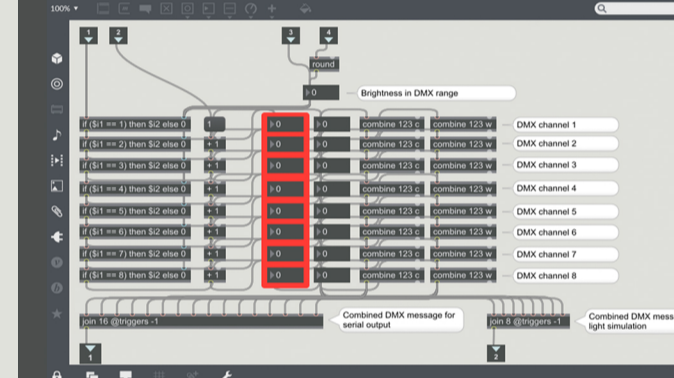 100%
1
2
3
4
round
0
Brightness in DMX range
if ($i1 == 1) then $i2 else 0 1 0 0 combine 123 c combine 123 w DMX channel 1
if ($i1 == 2) then $i2 else 0 + 1 0 0 combine 123 c combine 123 w DMX channel 2
if ($i1 == 3) then $i2 else 0 + 1 0 0 combine 123 c combine 123 w DMX channel 3
if ($i1 == 4) then $i2 else 0 + 1 0 0 combine 123 c combine 123 w DMX channel 4
if ($i1 == 5) then $i2 else 0 + 1 0 0 combine 123 c combine 123 w DMX channel 5
if ($i1 == 6) then $i2 else 0 + 1 0 0 combine 123 c combine 123 w DMX channel 6
if ($i1 == 7) then $i2 else 0 + 1 0 0 combine 123 c combine 123 w DMX channel 7
if ($i1 == 8) then $i2 else 0 + 1 0 0 combine 123 c combine 123 w DMX channel 8
join 16 @triggers -1
Combined DMX message for
serial output
join 8 @triggers -1
Combined DMX mess
light simulation
1
2